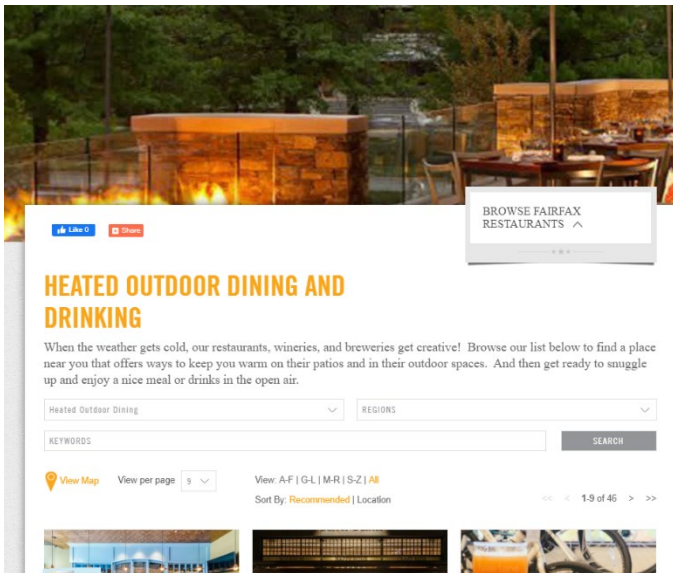 BROWSE FAIRFAX
RESTAURANTS
Like 0
Share
HEATED OUTDOOR DINING AND
DRINKING
When the weather gets cold, our restaurants, wineries, and breweries get creative!  Browse our list below to find a place
near you that offers ways to keep you warm on their patios and in their outdoor spaces.  And then get ready to snuggle
up and enjoy a nice meal or drinks in the open air.
Heated Outdoor Dining
REGIONS
KEYWORDS
SEARCH
View Map
View per page 9
View: A-F | G-L | M-R | S-Z | All
Sort By: Recommended | Location
<< < 1-9 of 46 > >>